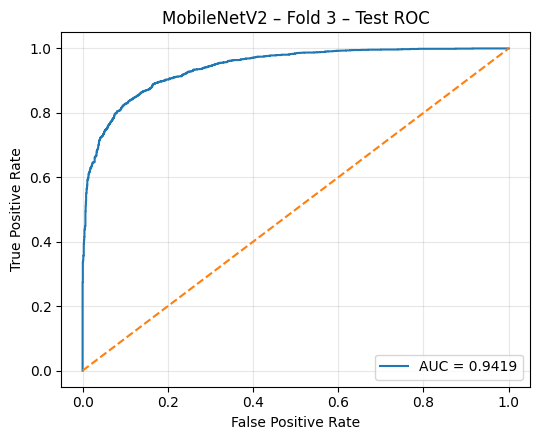 MobileNetV2 – Fold 3 – Test ROC
True Positive Rate
1.0
0.8
0.6
0.4
0.2
0.0
AUC = 0.9419
0.0 0.2 0.4 0.6 0.8 1.0
False Positive Rate